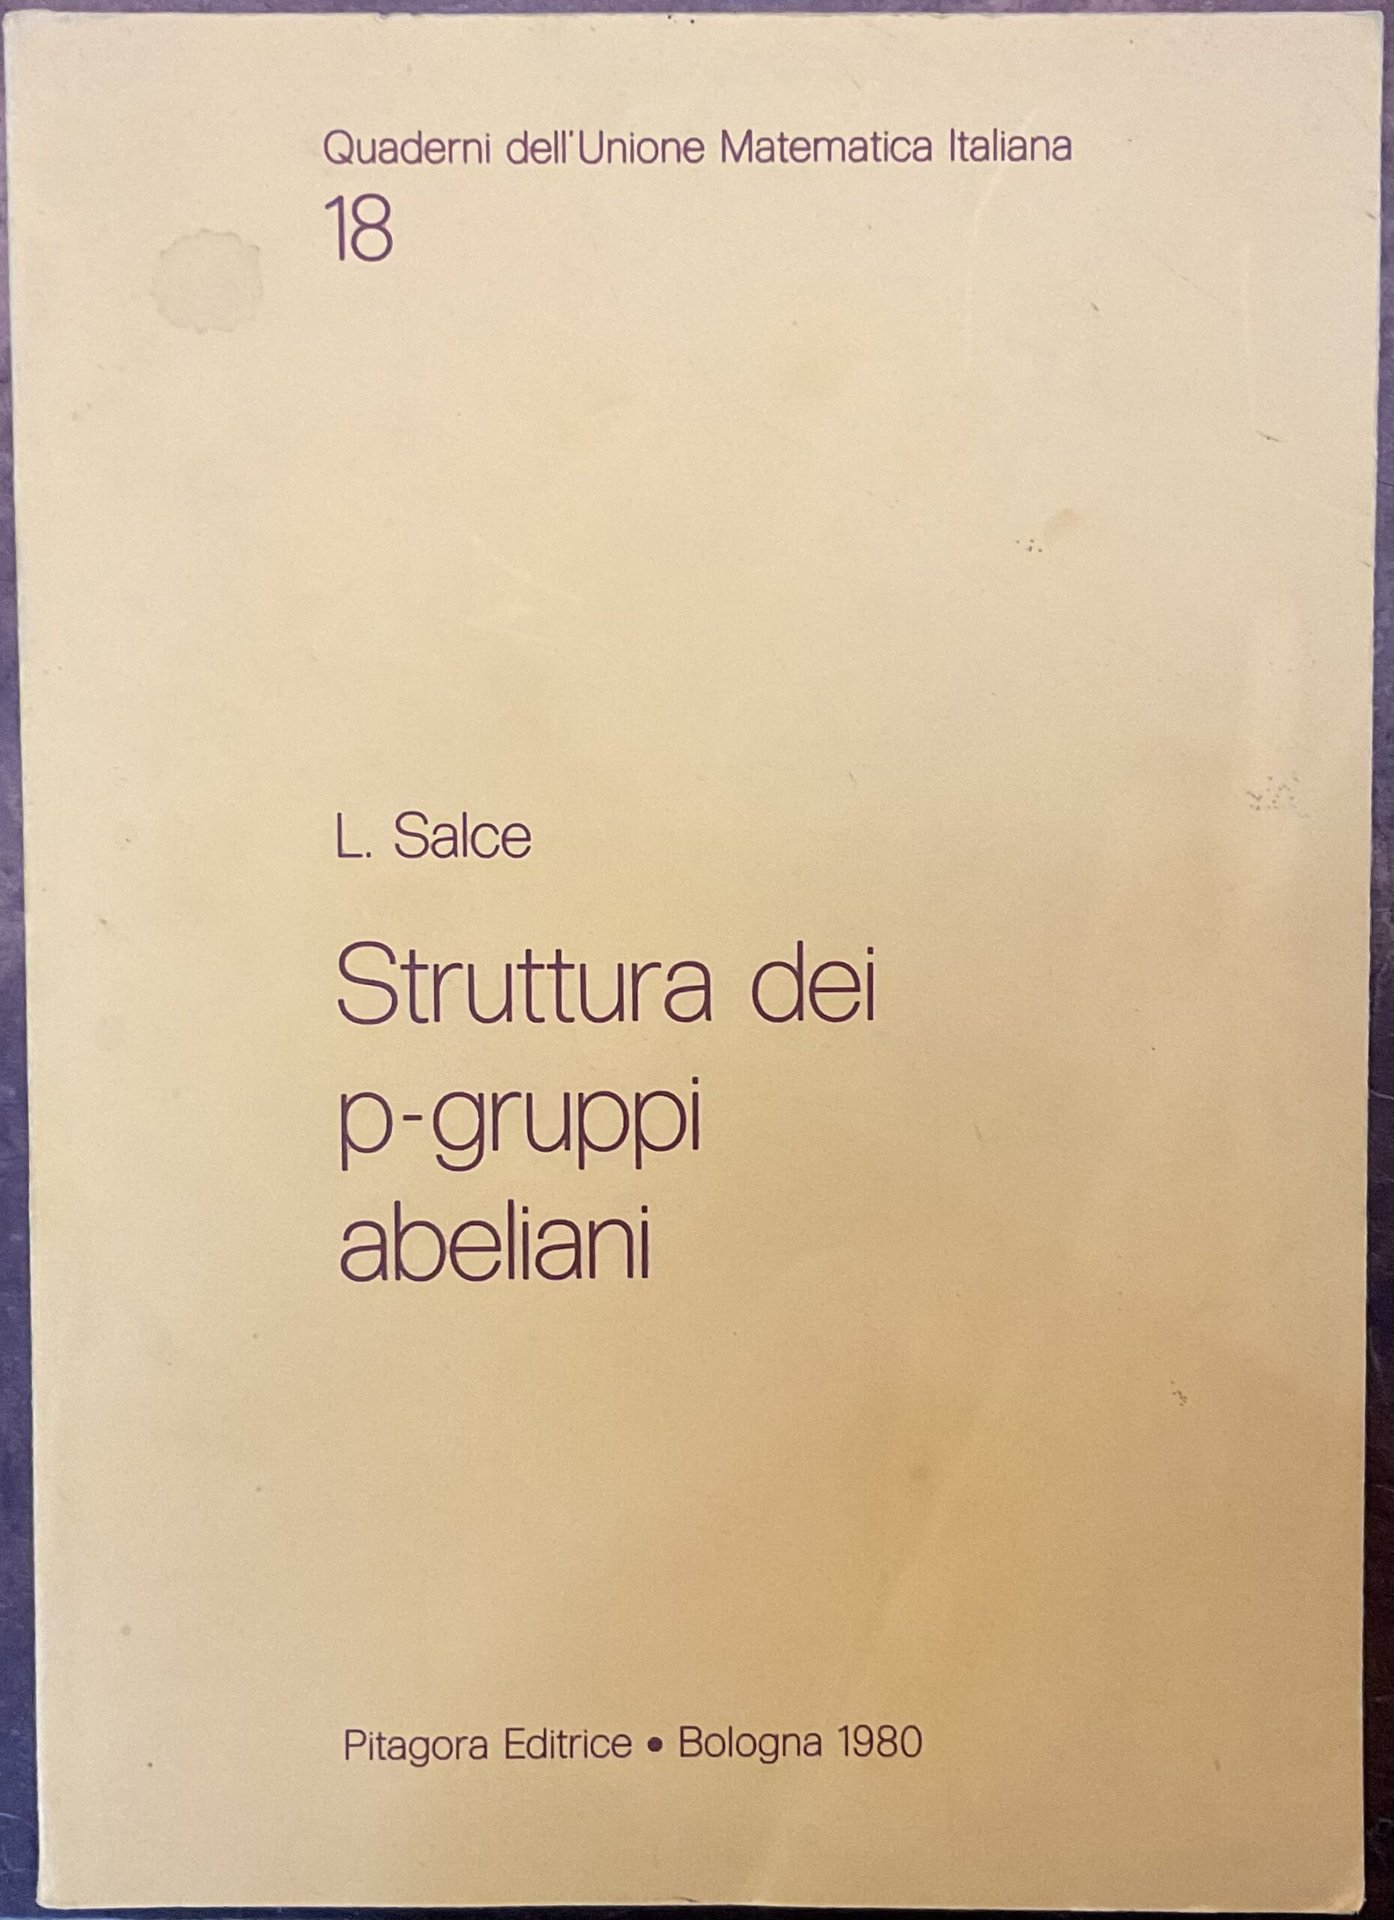 Quaderni dell'Unione Matematica Italiana
18
L. Salce
Struttura dei
p-gruppi
abeliani
Pitagora Editrice • Bologna 1980